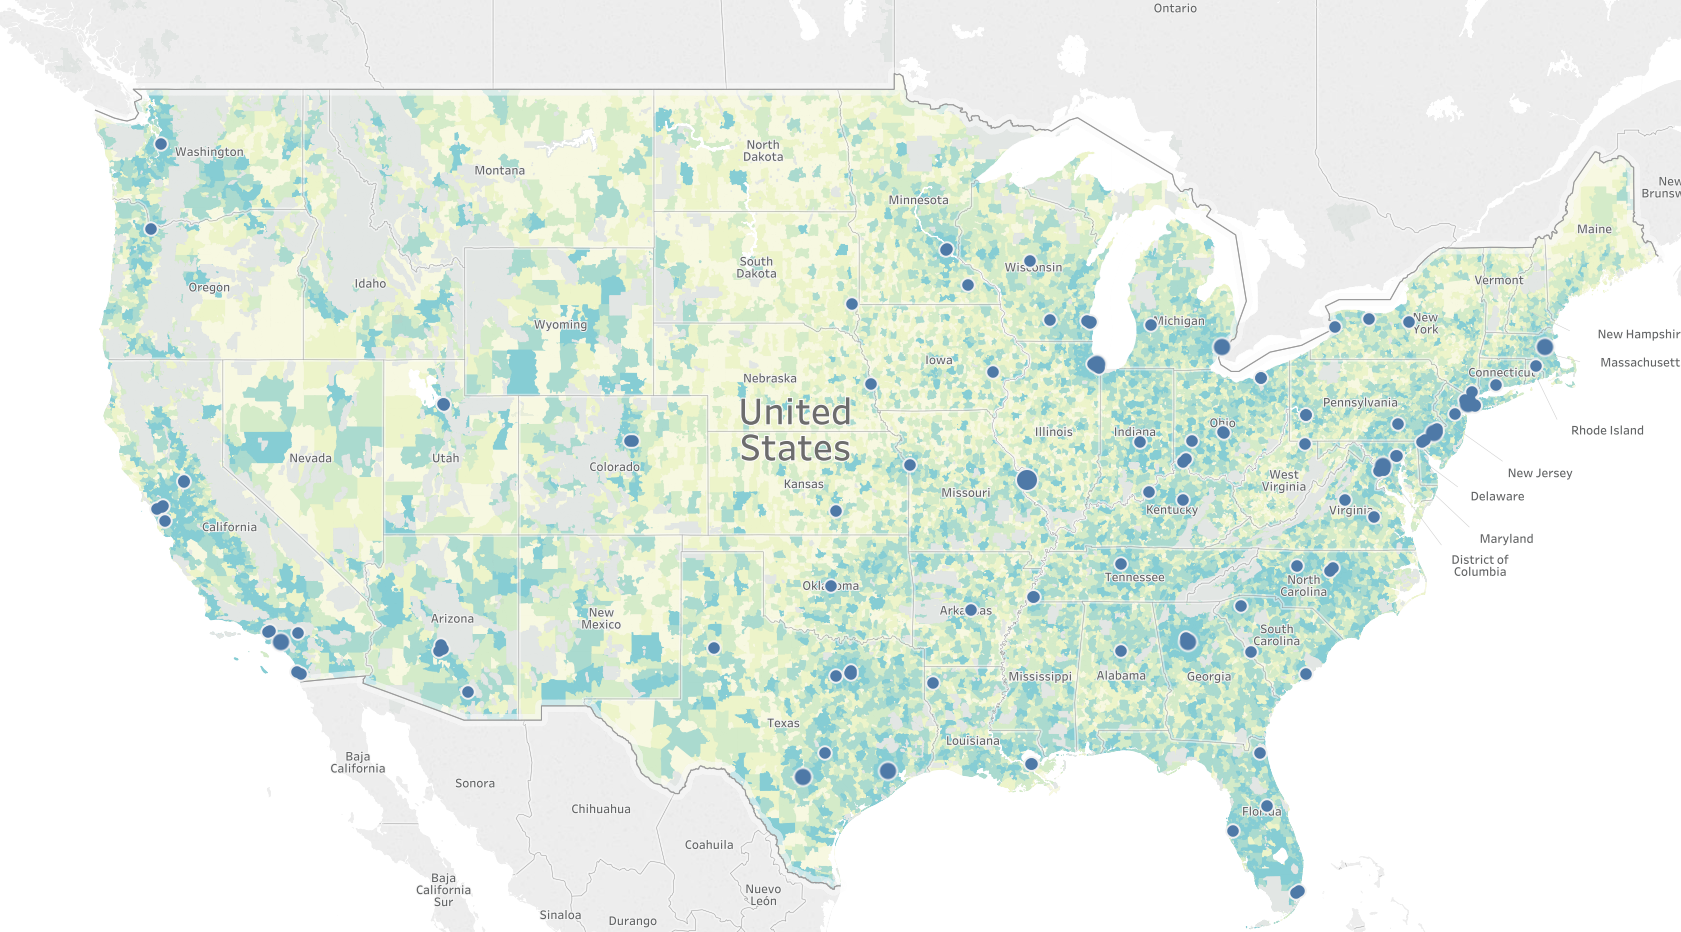 Ontario
Washington
Montana
North
Dakota
Minnesota
New
Brunsw
Maine
South
Dakota
Wisconsin
Oregon
Idaho
Vermont
Wyoming
Michigan
New
York
New Hampshir
Iowa
Massachusett
Nebraska
Connecticut
United
States
Pennsylvania
Illinois
Indiana
Ohio
Rhode Island
Nevada
Utah
Colorado
Kansas
Missouri
West
Virginia
New Jersey
Delaware
California
Kentucky
Virginia
Maryland
District of
Columbia
Tennessee
Oklahoma
North
Carolina
Arkansas
Arizona
New
Mexico
South
Carolina
Mississippi
Alabama
Georgia
Texas
Louisiana
Baja
California
Sonora
Chihuahua
Florida
Coahuila
Baja
California
Sur
Nuevo
León
Sinaloa
Durango